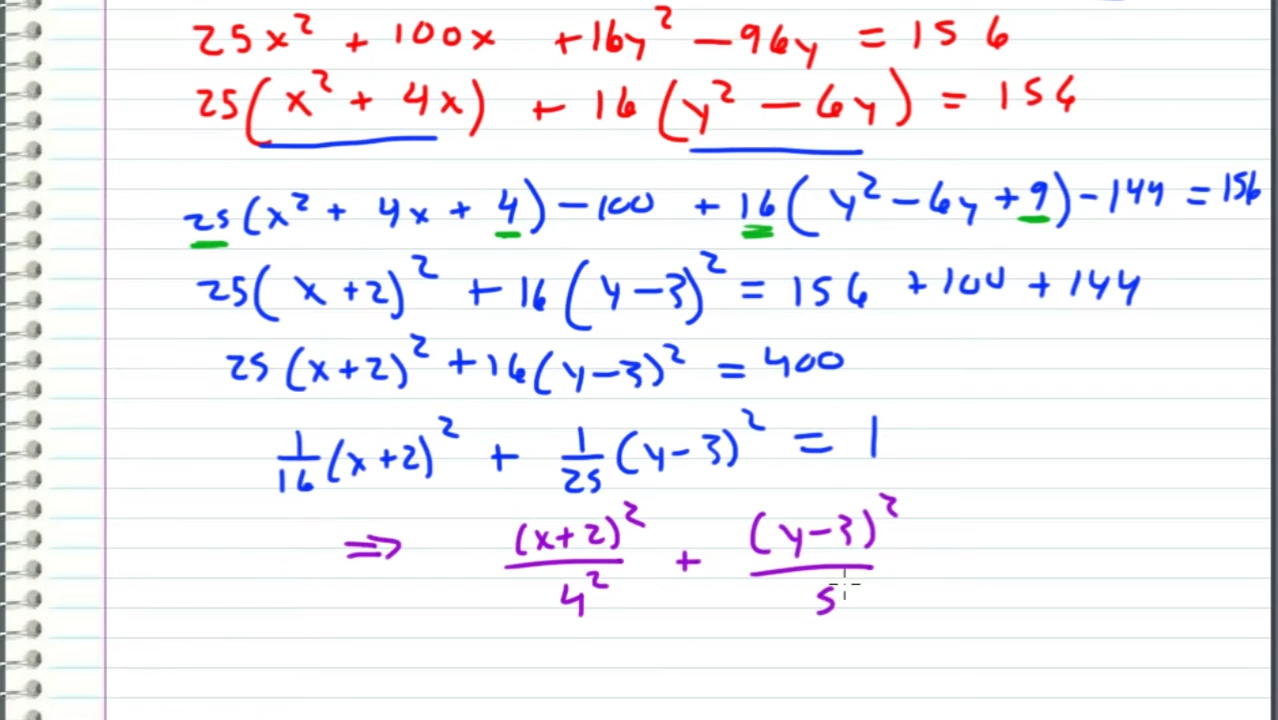 25x² + 100x + 16y² − 96y = 156
25(x² + 4x) + 16(y² − 6y) = 156
25(x² + 4x + 4) − 100 + 16(y² − 6y + 9) − 144 = 156
25(x+2)² + 16(y−3)² = 156 + 100 + 144
25(x+2)² + 16(y−3)² = 400
1/16 (x+2)² + 1/25 (y−3)² = 1
⇒ (x+2)²/4² + (y−3)²/5